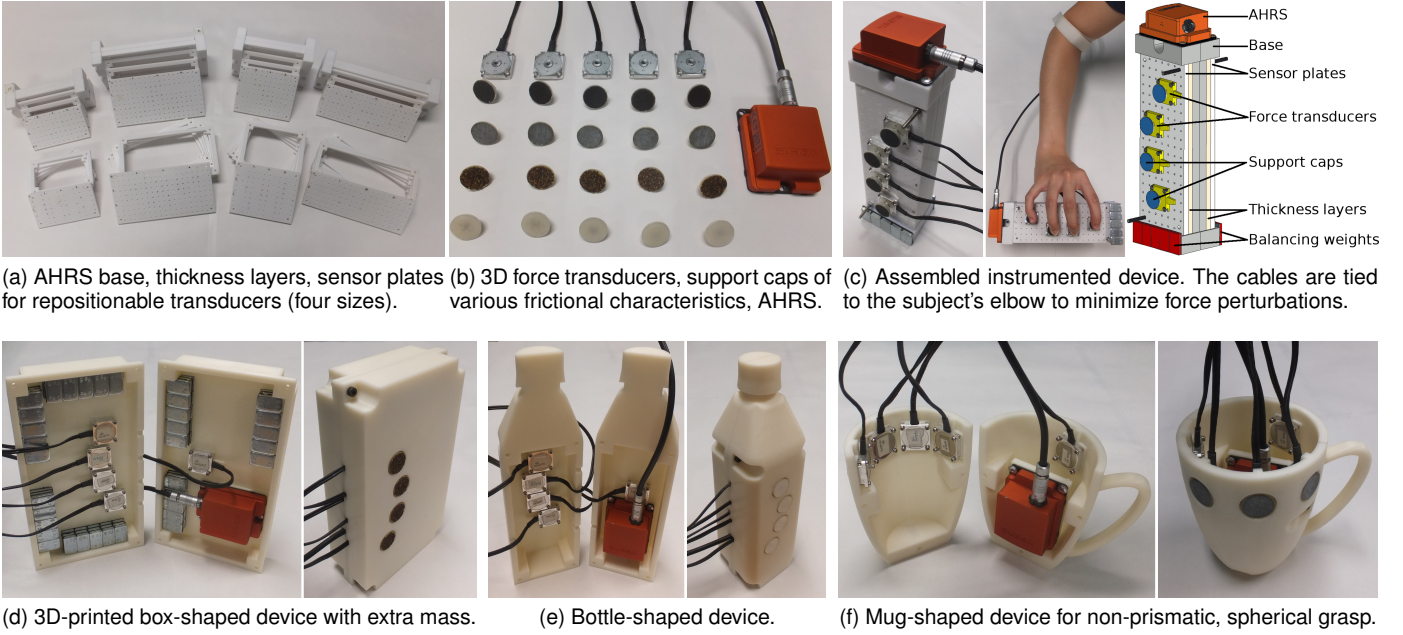 AHRS
Base
Sensor plates
Force transducers
Support caps
Thickness layers
Balancing weights
(a) AHRS base, thickness layers, sensor plates
for repositionable transducers (four sizes).
(b) 3D force transducers, support caps of
various frictional characteristics, AHRS.
(c) Assembled instrumented device. The cables are tied
to the subject's elbow to minimize force perturbations.
(d) 3D-printed box-shaped device with extra mass.
(e) Bottle-shaped device.
(f) Mug-shaped device for non-prismatic, spherical grasp.